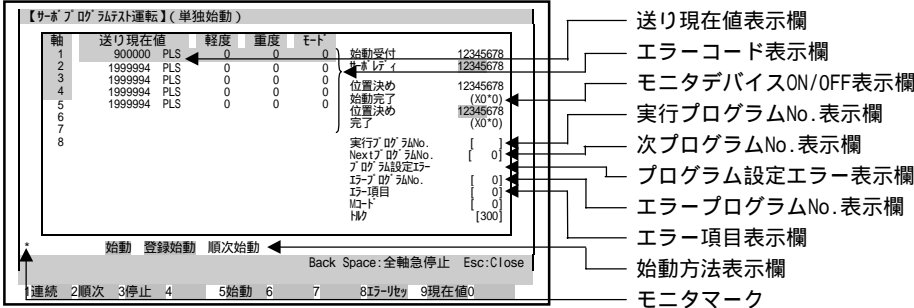 【ｻｰﾎﾞﾌﾟﾛｸﾞﾗﾑﾃｽﾄ運転】(単独始動)
軸 送り現在値 軽度 重度 ﾓｰﾄﾞ
1 900000 PLS 0 0 0
2 1999994 PLS 0 0 0
3 1999994 PLS 0 0 0
4 1999994 PLS 0 0 0
5 1999994 PLS 0 0 0
6
7
8
始動受付 12345678
ｻｰﾎﾞﾚﾃﾞｨ 12345678
位置決め 12345678
始動完了 (X0*0)
位置決め 12345678
完了 (X0*0)
実行ﾌﾟﾛｸﾞﾗﾑNo. [ ]
NextﾌﾟﾛｸﾞﾗﾑNo. [ 0]
ﾌﾟﾛｸﾞﾗﾑ設定ｴﾗｰ
ｴﾗｰﾌﾟﾛｸﾞﾗﾑNo. [ 0]
ｴﾗｰ項目 [ 0]
Mｺｰﾄﾞ [ 0]
ﾄﾙｸ [300]
* 始動 登録始動 順次始動
Back Space:全軸急停止 Esc:Close
1連続 2順次 3停止 4 5始動 6 7 8ｴﾗｰﾘｾｯ 9現在値0
送り現在値表示欄
エラーコード表示欄
モニタデバイスON/OFF表示欄
実行プログラムNo.表示欄
次プログラムNo.表示欄
プログラム設定エラー表示欄
エラープログラムNo.表示欄
エラー項目表示欄
始動方法表示欄
モニタマーク